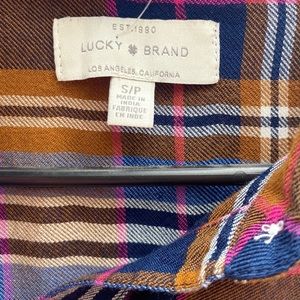 EST. 1990
LUCKY BRAND
LOS ANGELES, CALIFORNIA
S/P
MADE IN
INDIA
FABRIQUE
EN INDE